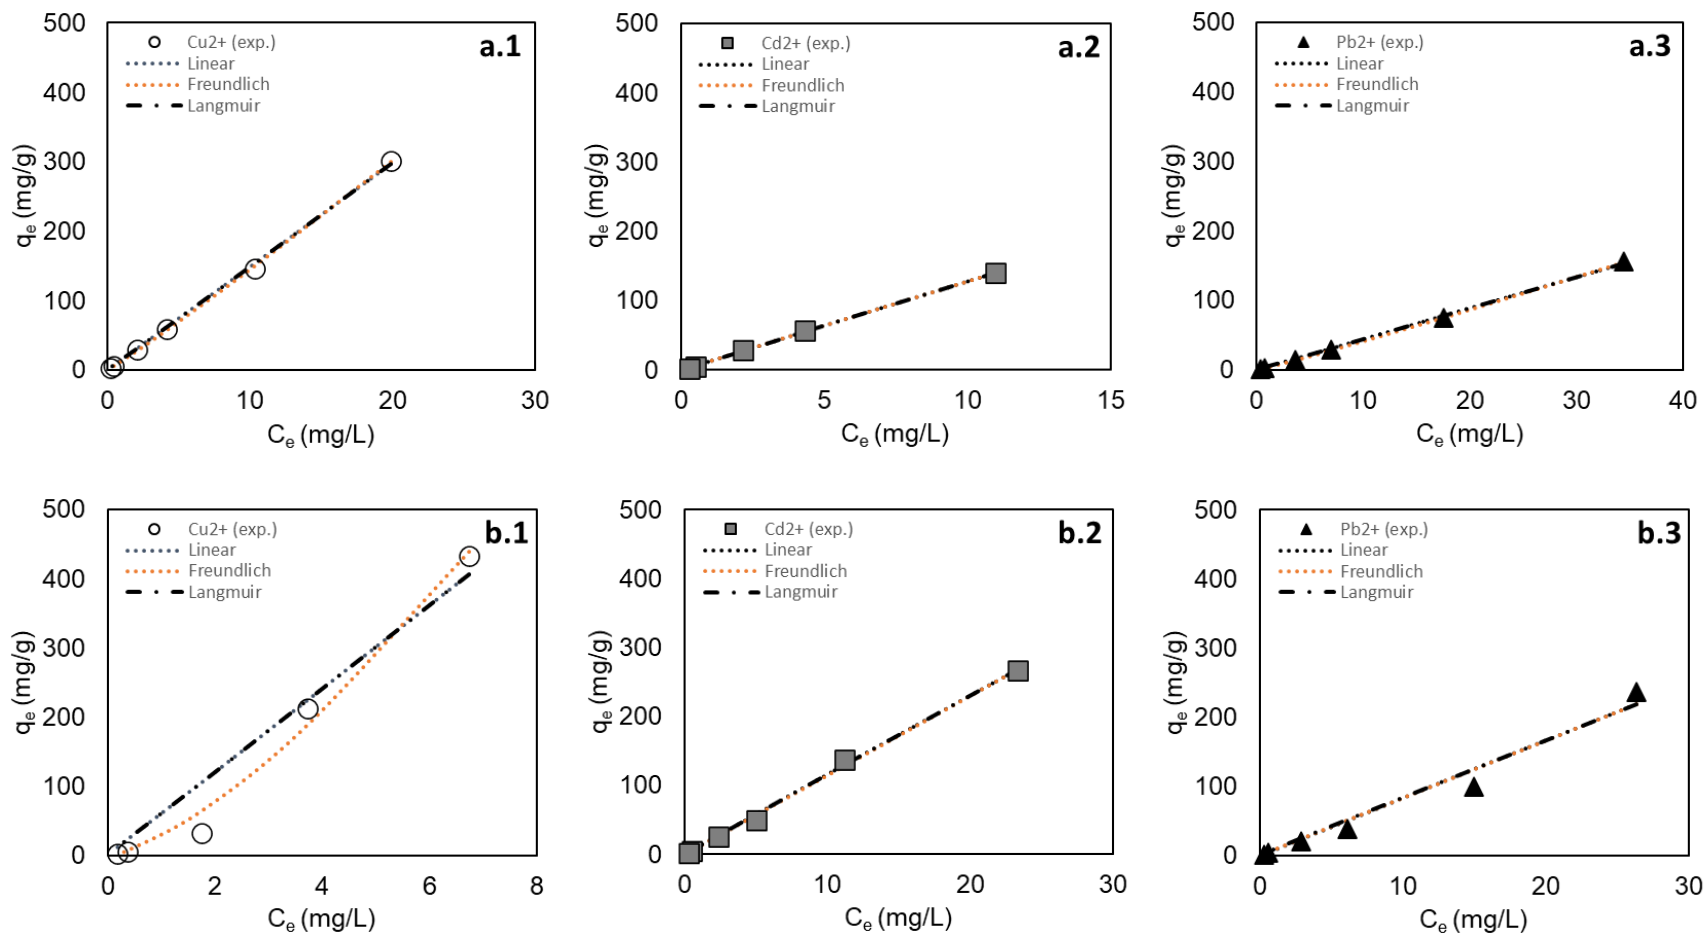 a.1
Cu2+ (exp.)
Linear
Freundlich
Langmuir
500
400
300
200
100
0
qe (mg/g)
0 10 20 30
Ce (mg/L)
a.2
Cd2+ (exp.)
Linear
Freundlich
Langmuir
500
400
300
200
100
0
qe (mg/g)
0 5 10 15
Ce (mg/L)
a.3
Pb2+ (exp.)
Linear
Freundlich
Langmuir
500
400
300
200
100
0
qe (mg/g)
0 10 20 30 40
Ce (mg/L)
b.1
Cu2+ (exp.)
Linear
Freundlich
Langmuir
500
400
300
200
100
0
qe (mg/g)
0 2 4 6 8
Ce (mg/L)
b.2
Cd2+ (exp.)
Linear
Freundlich
Langmuir
500
400
300
200
100
0
qe (mg/g)
0 10 20 30
Ce (mg/L)
b.3
Pb2+ (exp.)
Linear
Freundlich
Langmuir
500
400
300
200
100
0
qe (mg/g)
0 10 20 30
Ce (mg/L)